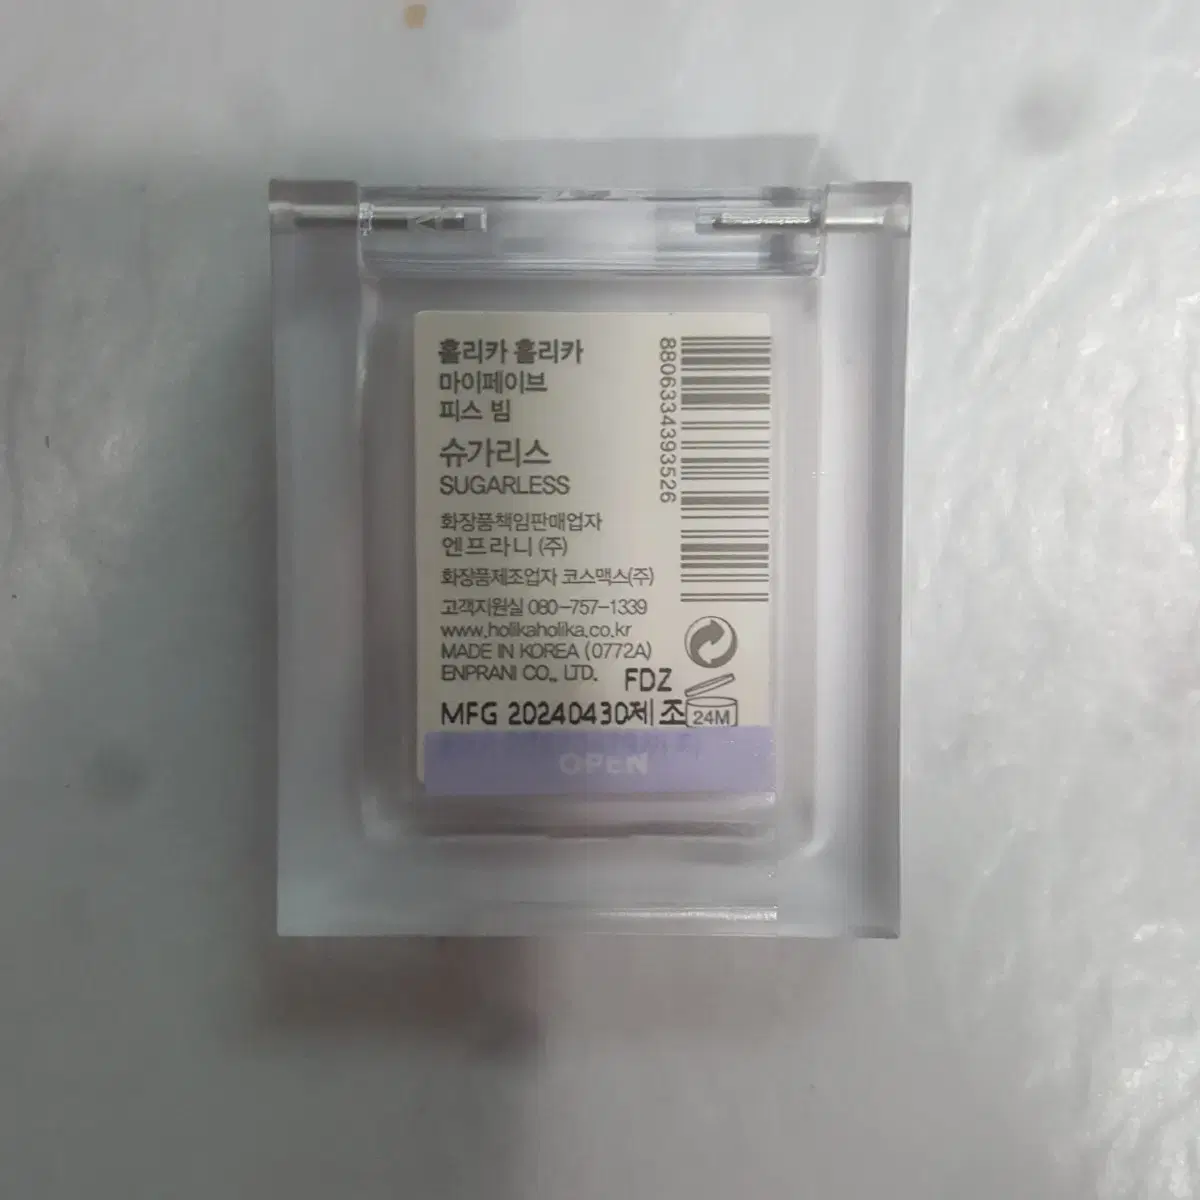 홀리카 홀리카
마이페이브
피스 빔
슈가리스
SUGARLESS
화장품책임판매업자
엔프라니 (주)
화장품제조업자 코스맥스(주)
고객지원실 080-757-1339
www.holikaholika.co.kr
MADE IN KOREA (0772A)
ENPRANI CO., LTD.
FDZ
MFG 20240430제조
24M
OPEN
8806334393526